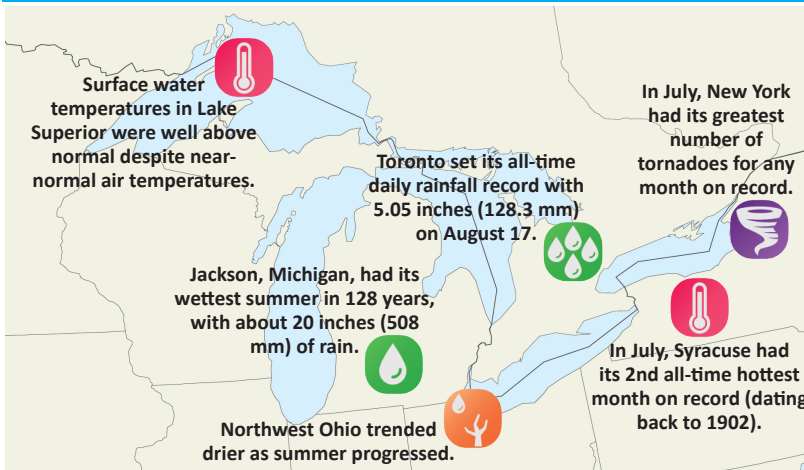 Surface water
temperatures in Lake
Superior were well above
normal despite near-
normal air temperatures.
In July, New York
had its greatest
number of
tornadoes for any
month on record.
Toronto set its all-time
daily rainfall record with
5.05 inches (128.3 mm)
on August 17.
Jackson, Michigan, had its
wettest summer in 128 years,
with about 20 inches (508
mm) of rain.
In July, Syracuse had
its 2nd all-time hottest
month on record (dating
back to 1902).
Northwest Ohio trended
drier as summer progressed.